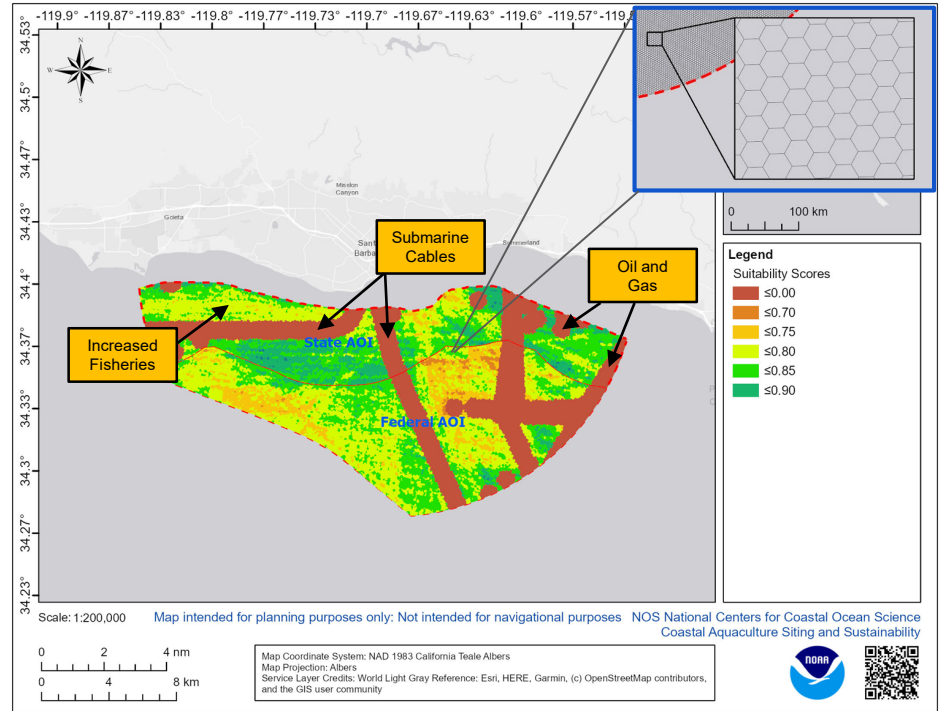 -119.9° -119.87° -119.83° -119.8° -119.77° -119.73° -119.7° -119.67° -119.63° -119.6° -119.57°
34.53°
34.5°
34.47°
34.43°
34.4°
34.37°
34.33°
34.3°
34.27°
34.23°
N
W
E
S
Mission
Canyon
Goleta
Summerland
Submarine
Cables
Oil and
Gas
Increased
Fisheries
State AOI
Federal AOI
0 100 km
Legend
Suitability Scores
≤0.00
≤0.70
≤0.75
≤0.80
≤0.85
≤0.90
Scale: 1:200,000
Map intended for planning purposes only: Not intended for navigational purposes
NOS National Centers for Coastal Ocean Science
Coastal Aquaculture Siting and Sustainability
0 2 4 nm
0 4 8 km
Map Coordinate System: NAD 1983 California Teale Albers
Map Projection: Albers
Service Layer Credits: World Light Gray Reference: Esri, HERE, Garmin, (c) OpenStreetMap contributors,
and the GIS user community
NOAA